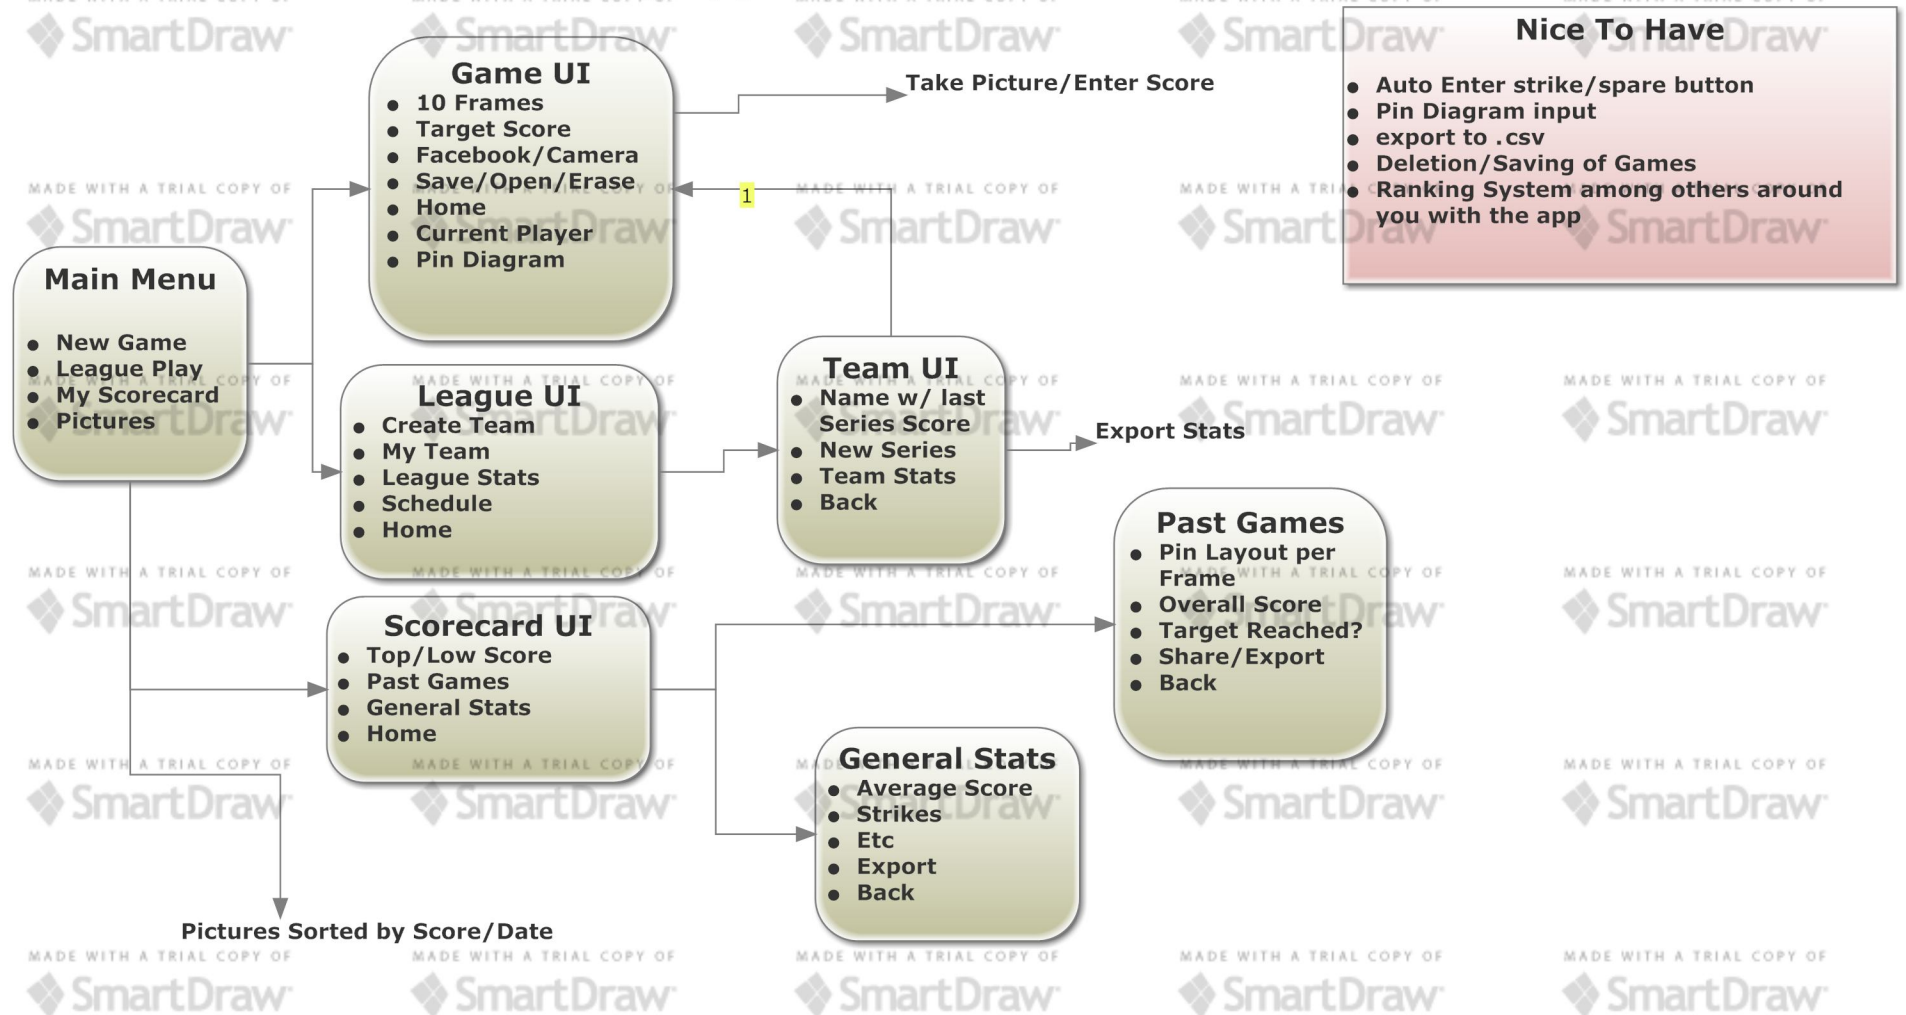 Game UI
● 10 Frames
● Target Score
● Facebook/Camera
● Save/Open/Erase
● Home
● Current Player
● Pin Diagram
Take Picture/Enter Score
Nice To Have
● Auto Enter strike/spare button
● Pin Diagram input
● export to .csv
● Deletion/Saving of Games
● Ranking System among others around
you with the app
1
Main Menu
● New Game
● League Play
● My Scorecard
● Pictures
League UI
● Create Team
● My Team
● League Stats
● Schedule
● Home
Team UI
● Name w/ last
Series Score
● New Series
● Team Stats
● Back
Export Stats
Scorecard UI
● Top/Low Score
● Past Games
● General Stats
● Home
Past Games
● Pin Layout per
Frame
● Overall Score
● Target Reached?
● Share/Export
● Back
General Stats
● Average Score
● Strikes
● Etc
● Export
● Back
Pictures Sorted by Score/Date
MADE WITH A TRIAL COPY OF
SmartDraw